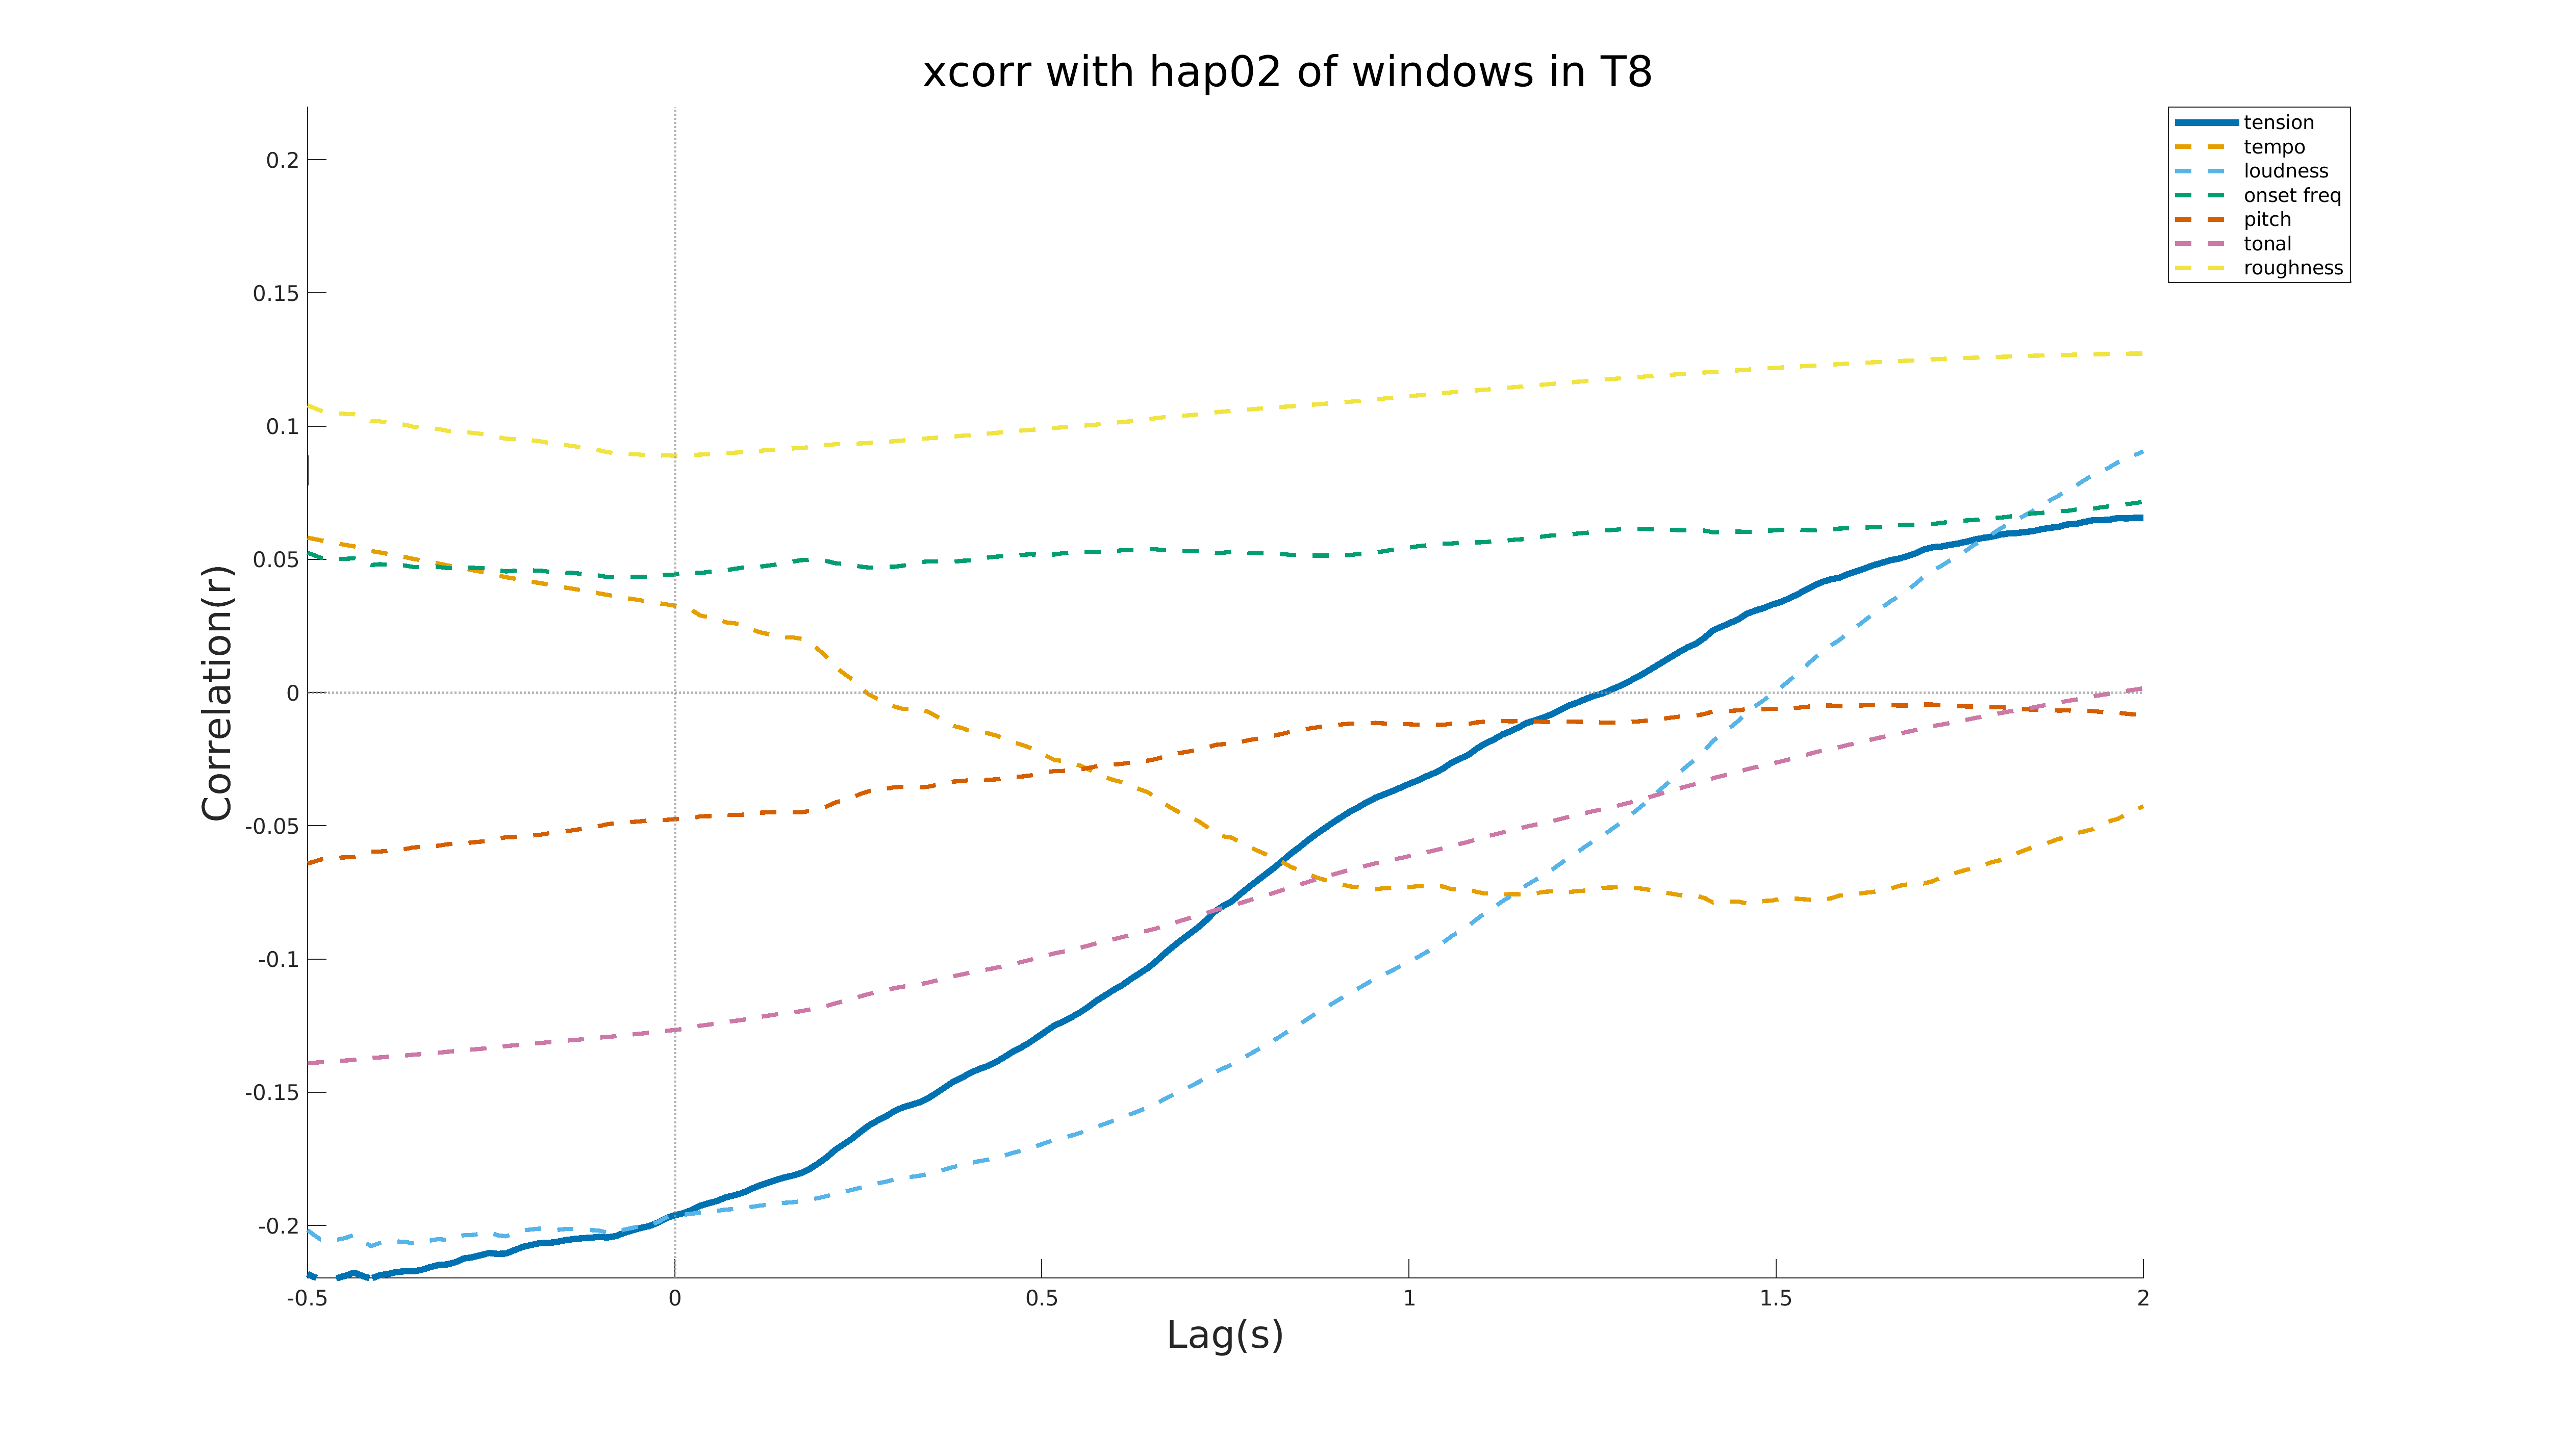 xcorr with hap02 of windows in T8
tension
tempo
loudness
onset freq
pitch
tonal
roughness
0.2
0.15
0.1
0.05
0
-0.05
-0.1
-0.15
-0.2
Correlation(r)
-0.5
0
0.5
1
1.5
2
Lag(s)